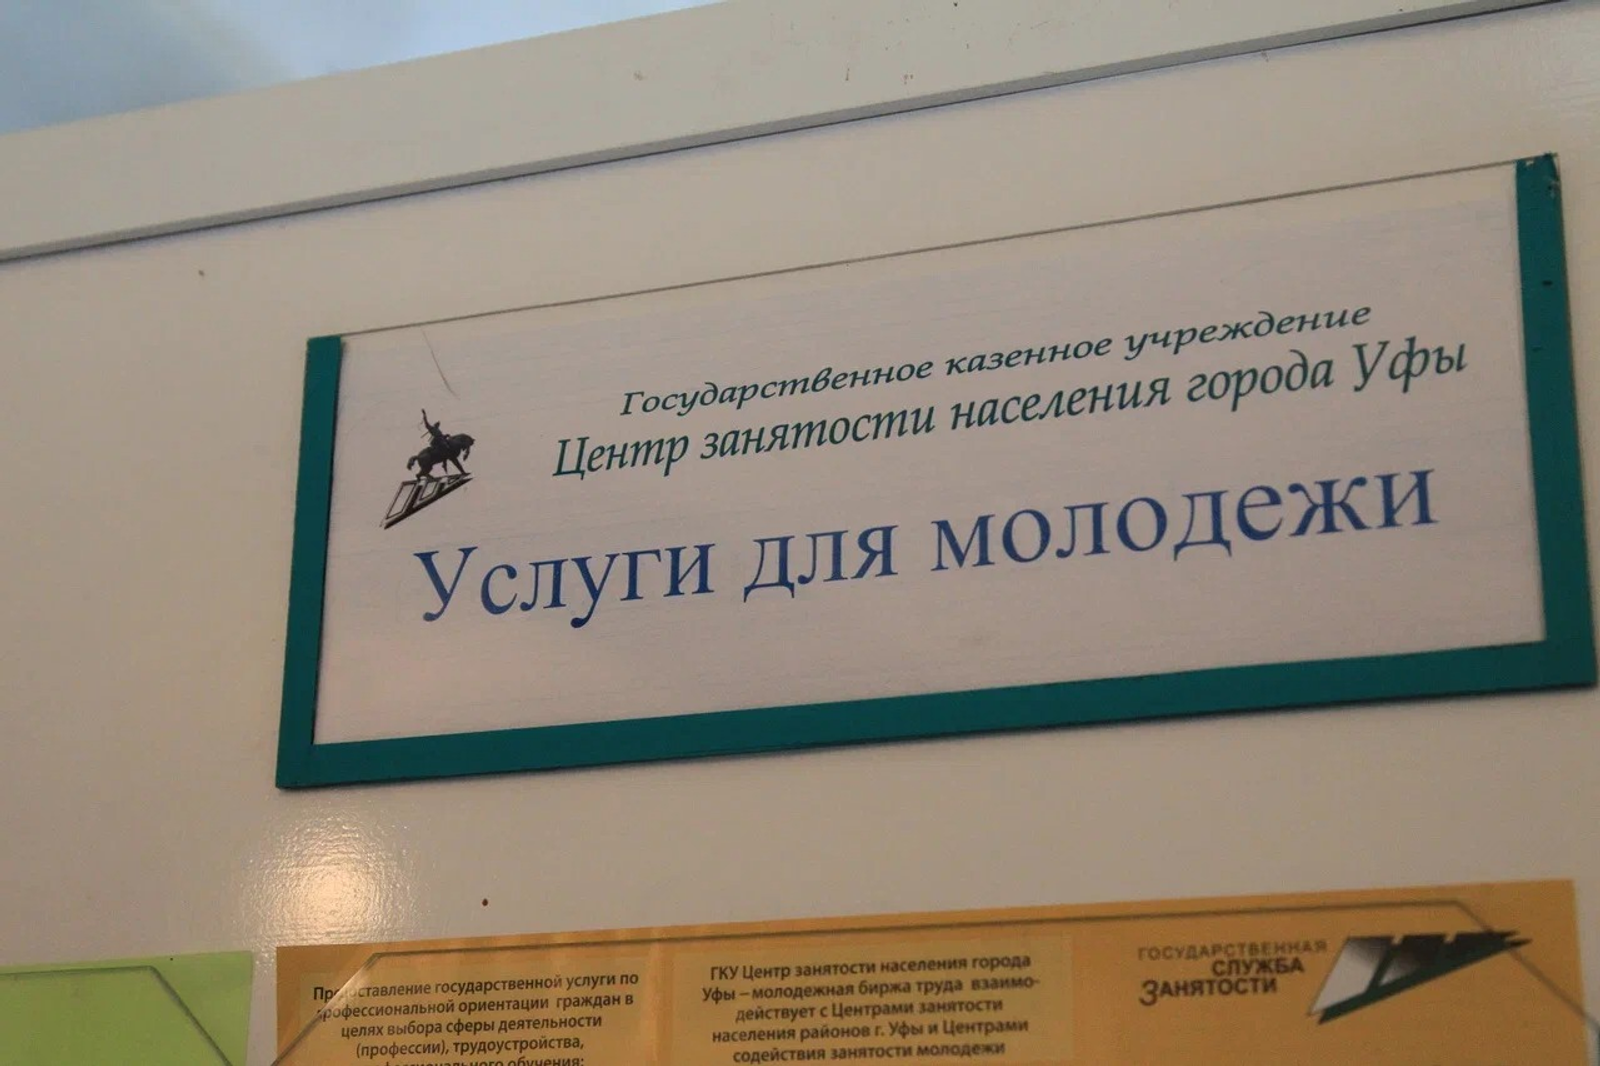 Государственное казенное учреждение
Центр занятости населения города Уфы
Услуги для молодежи
Предоставление государственной услуги по
профессиональной ориентации граждан в
целях выбора сферы деятельности
(профессии), трудоустройства,
обучения:
ГКУ Центр занятости населения города
Уфы – молодежная биржа труда взаимо-
действует с Центрами занятости
населения районов г. Уфы и Центрами
содействия занятости молодежи
ГОСУДАРСТВЕННАЯ
СЛУЖБА
ЗАНЯТОСТИ